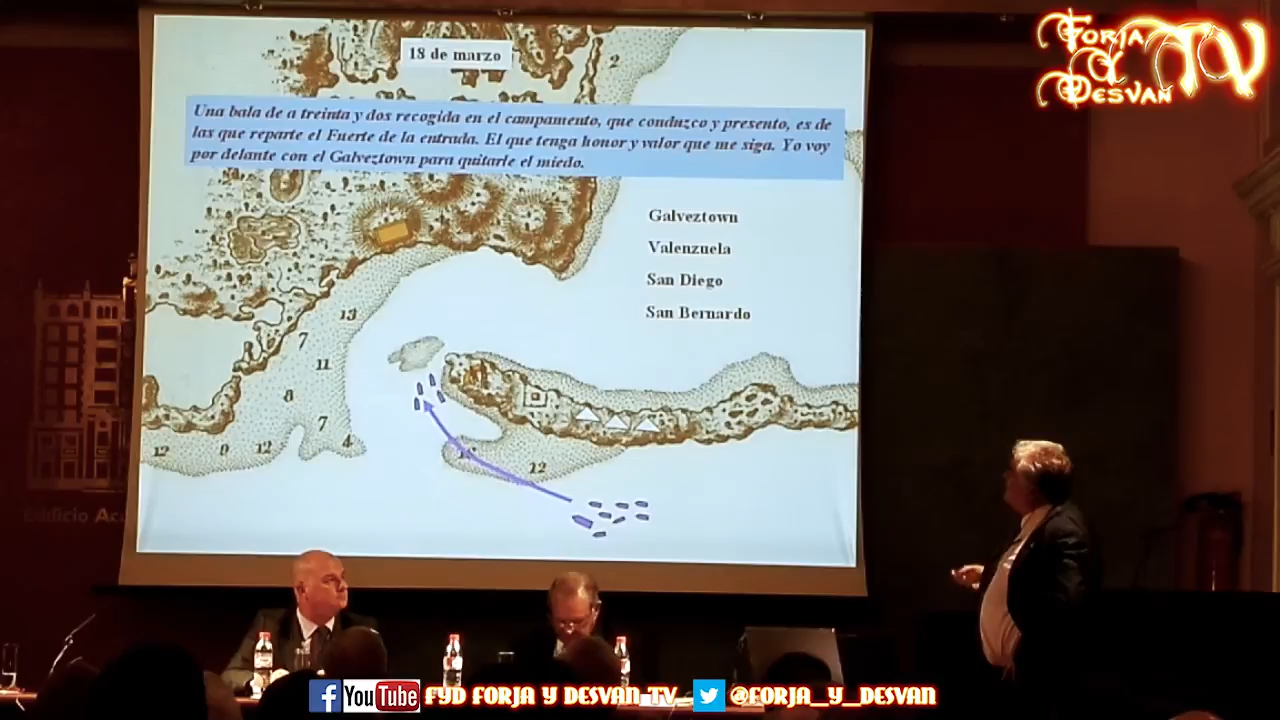 18 de marzo
Una bala de a treinta y dos recogida en el campamento, que conduzco y presento, es de
las que reparte el Fuerte de la entrada. El que tenga honor y valor que me siga. Yo voy
por delante con el Galveztown para quitarle el miedo.
2
Galveztown
Valenzuela
San Diego
San Bernardo
13
7
11
8
7
4
12
9
12
12
Forja
y
Desvan
TV
Edificio
f YouTube FYD FORJA Y DESVAN TV @FORJA_Y_DESVAN